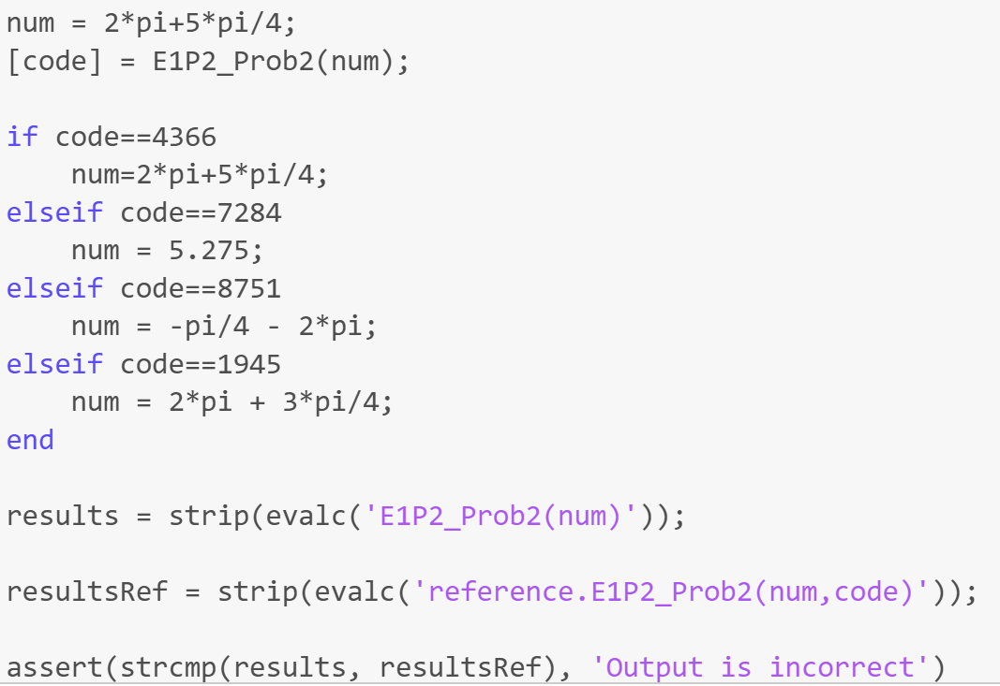 num = 2*pi+5*pi/4;
[code] = E1P2_Prob2(num);
if code==4366
    num=2*pi+5*pi/4;
elseif code==7284
    num = 5.275;
elseif code==8751
    num = -pi/4 - 2*pi;
elseif code==1945
    num = 2*pi + 3*pi/4;
end
results = strip(evalc('E1P2_Prob2(num)'));
resultsRef = strip(evalc('reference.E1P2_Prob2(num,code)'));
assert(strcmp(results, resultsRef), 'Output is incorrect')